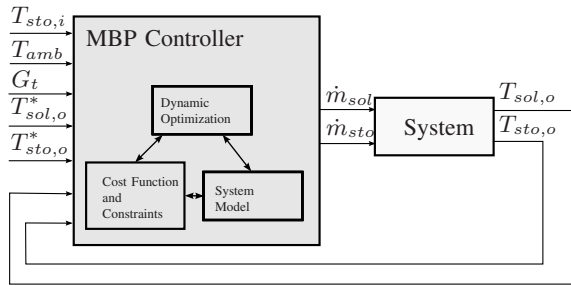 T_{sto,i}
MBP Controller
T_{amb}
G_t
T^*_{sol,o}
T^*_{sto,o}
Dynamic
Optimization
Cost Function
and
Constraints
System
Model
ṁ_{sol}
ṁ_{sto}
System
T_{sol,o}
T_{sto,o}